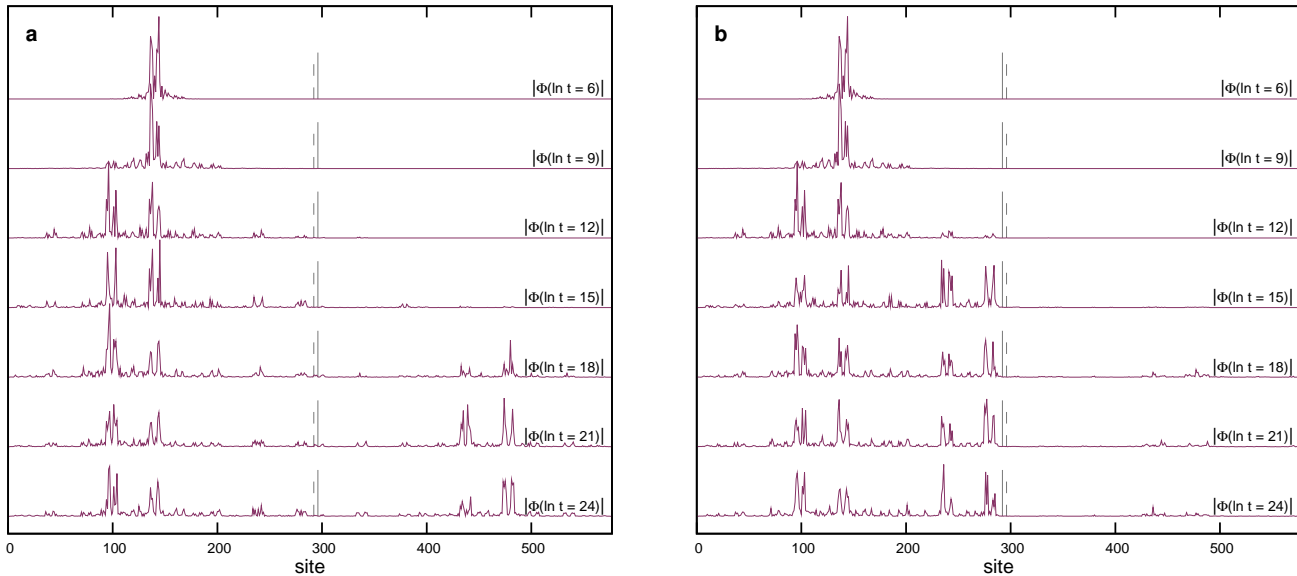 a
|Φ(ln t = 6)|
|Φ(ln t = 9)|
|Φ(ln t = 12)|
|Φ(ln t = 15)|
|Φ(ln t = 18)|
|Φ(ln t = 21)|
|Φ(ln t = 24)|
0 100 200 300 400 500
site
b
|Φ(ln t = 6)|
|Φ(ln t = 9)|
|Φ(ln t = 12)|
|Φ(ln t = 15)|
|Φ(ln t = 18)|
|Φ(ln t = 21)|
|Φ(ln t = 24)|
0 100 200 300 400 500
site